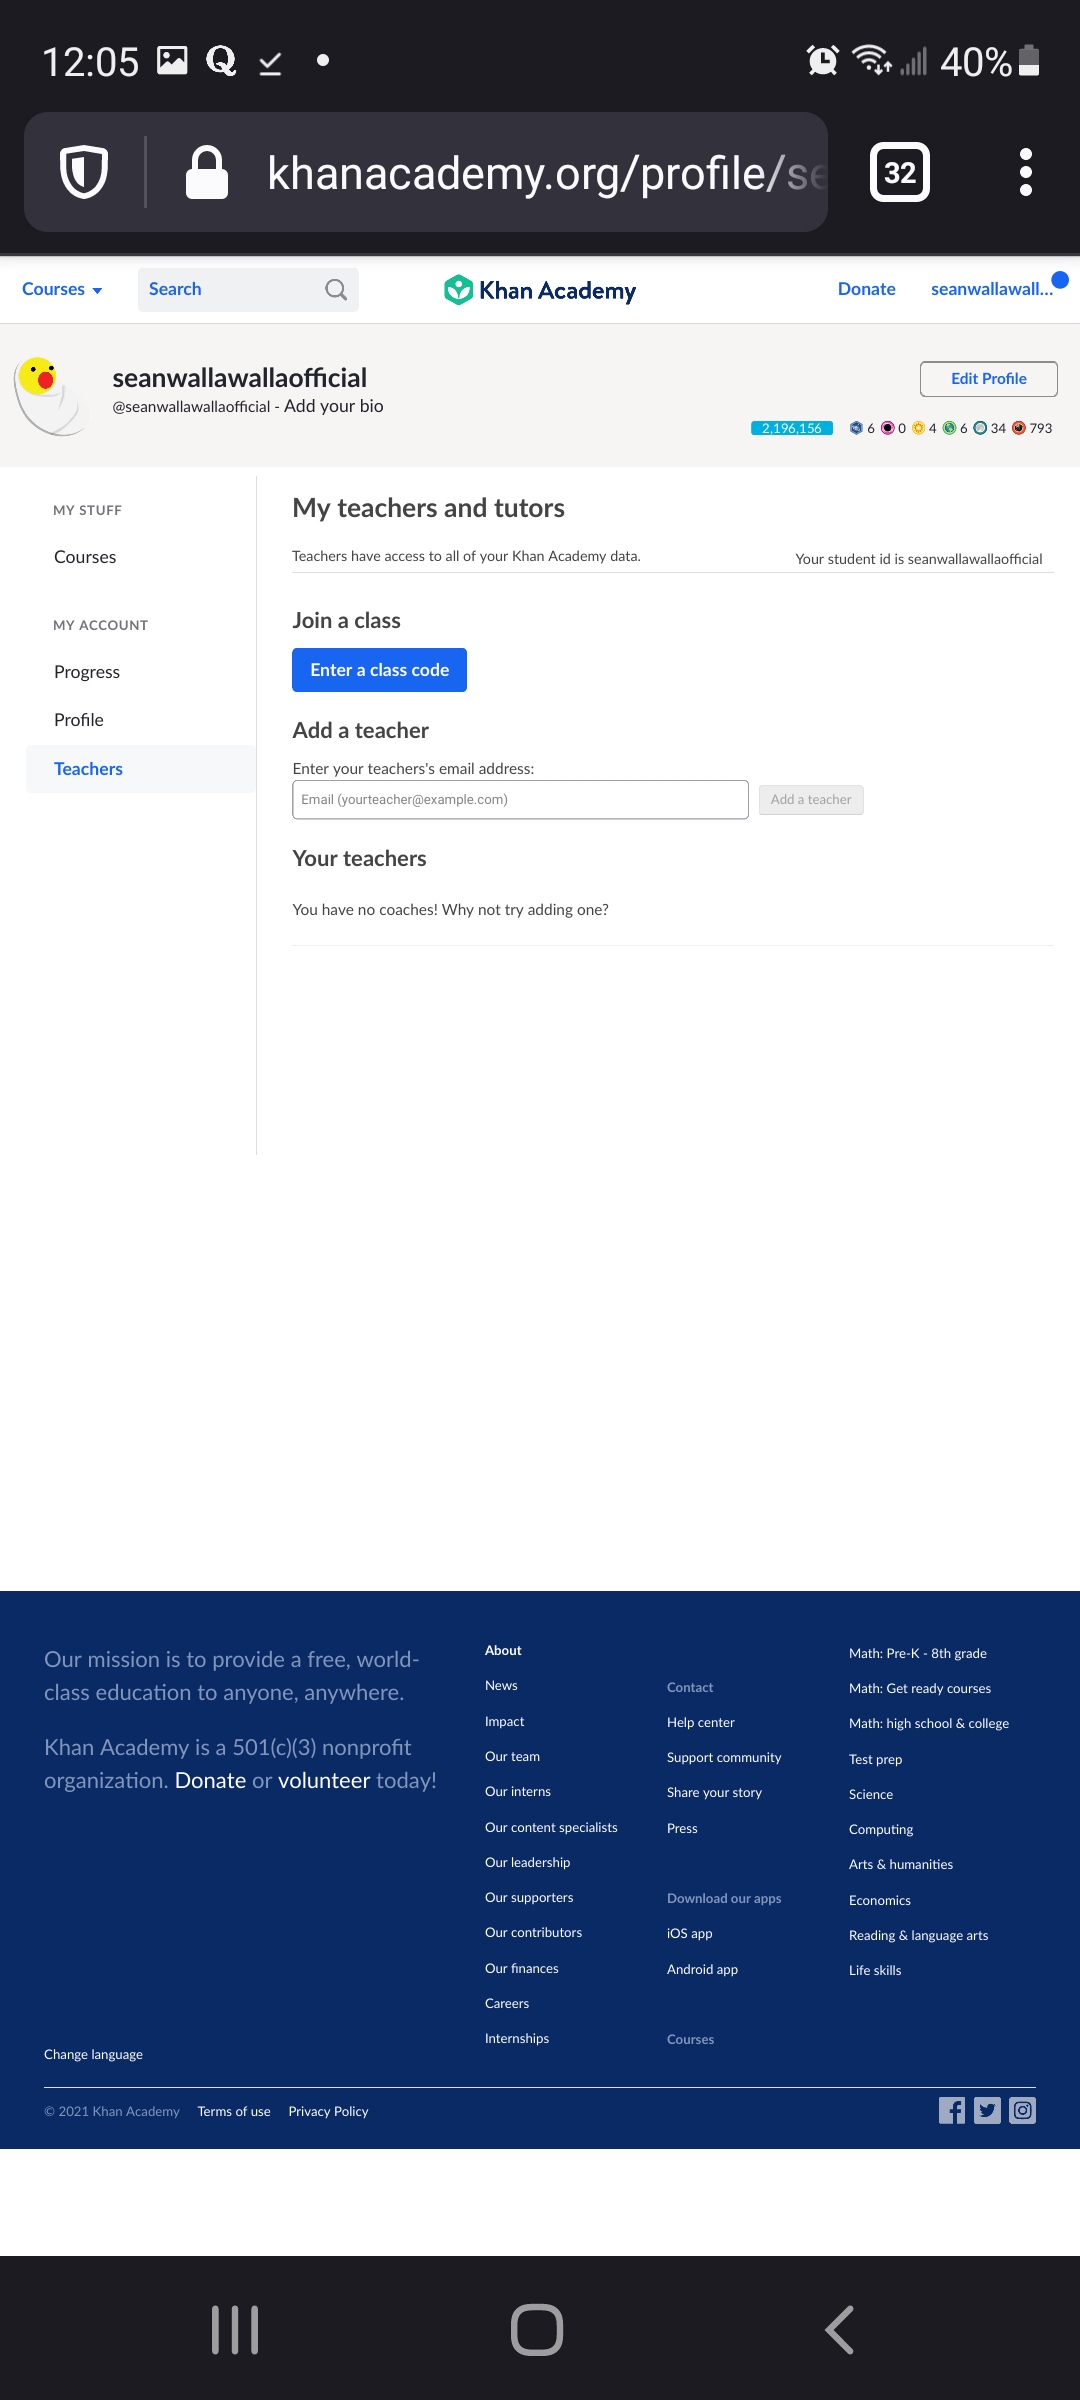 12:05
40%
khanacademy.org/profile/se
32
Courses
Search
Khan Academy
Donate
seanwallawall...
seanwallawallaofficial
@seanwallawallaofficial - Add your bio
Edit Profile
2,196,156 6 0 4 6 34 793
MY STUFF
Courses
MY ACCOUNT
Progress
Profile
Teachers
My teachers and tutors
Teachers have access to all of your Khan Academy data.
Your student id is seanwallawallaofficial
Join a class
Enter a class code
Add a teacher
Enter your teachers's email address:
Email (yourteacher@example.com)
Add a teacher
Your teachers
You have no coaches! Why not try adding one?
Our mission is to provide a free, world-
class education to anyone, anywhere.
Khan Academy is a 501(c)(3) nonprofit
organization. Donate or volunteer today!
About
News
Impact
Our team
Our interns
Our content specialists
Our leadership
Our supporters
Our contributors
Our finances
Careers
Internships
Contact
Help center
Support community
Share your story
Press
Download our apps
iOS app
Android app
Courses
Math: Pre-K - 8th grade
Math: Get ready courses
Math: high school & college
Test prep
Science
Computing
Arts & humanities
Economics
Reading & language arts
Life skills
Change language
© 2021 Khan Academy Terms of use Privacy Policy